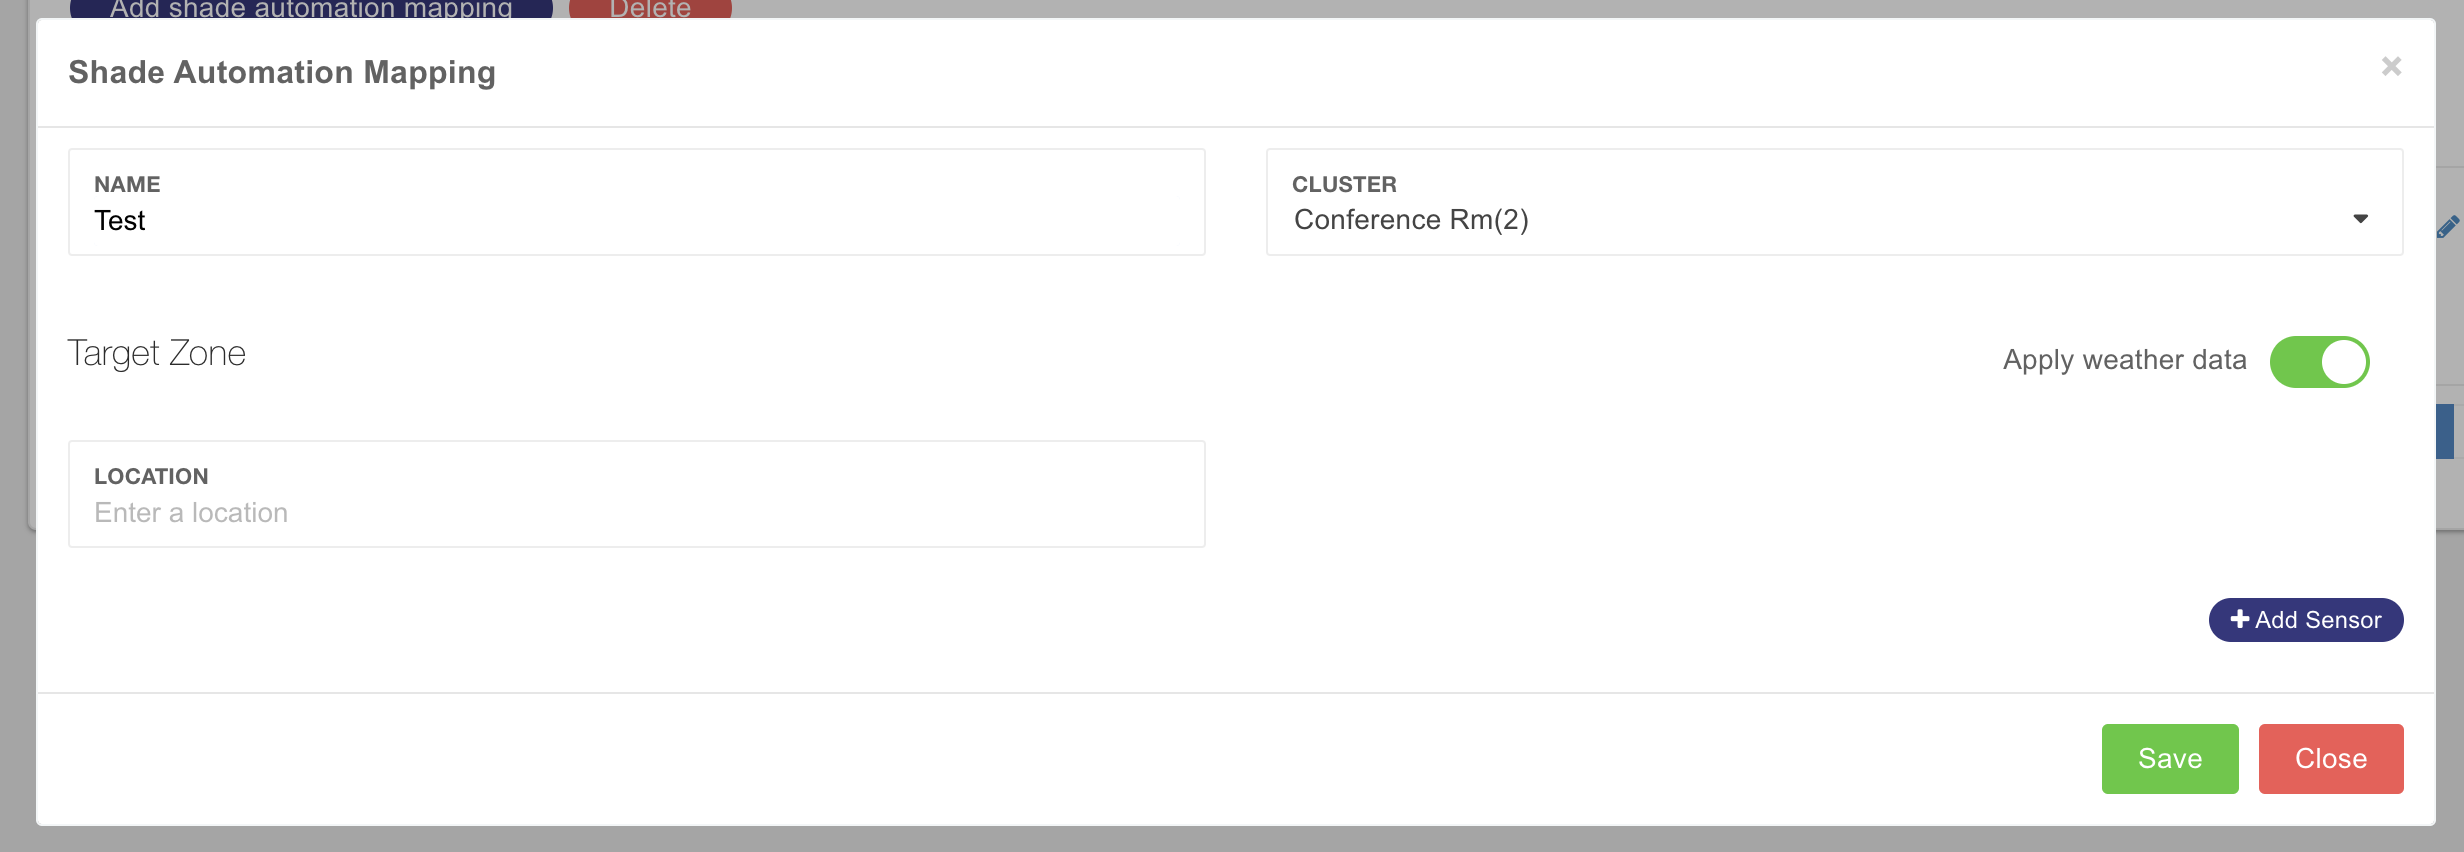 Add shade automation mapping Delete
Shade Automation Mapping
NAME
Test
CLUSTER
Conference Rm(2)
Target Zone
Apply weather data
LOCATION
Enter a location
Add Sensor
Save Close